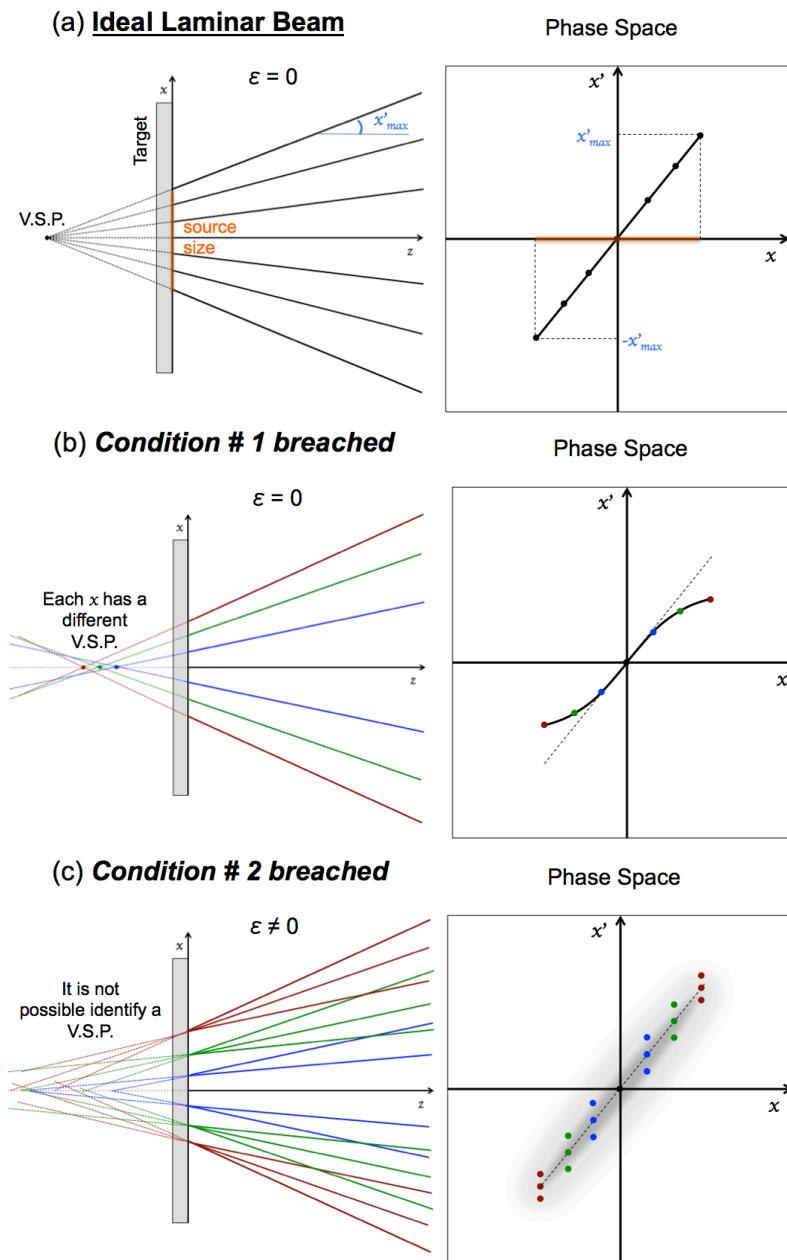 (a) Ideal Laminar Beam
Phase Space
ε = 0
x
Target
x'max
V.S.P.
source
size
z
x'
x'max
x
-x'max
(b) Condition # 1 breached
Phase Space
ε = 0
x
Each x has a
different
V.S.P.
z
x'
x
(c) Condition # 2 breached
Phase Space
ε ≠ 0
x
It is not
possible identify a
V.S.P.
z
x'
x